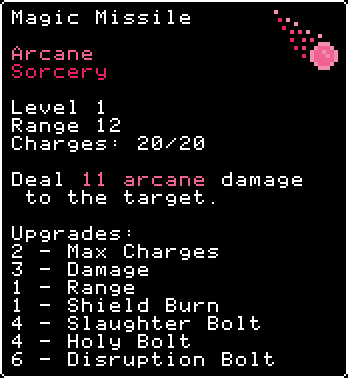 Magic Missile
Arcane
Sorcery
Level 1
Range 12
Charges: 20/20
Deal 11 arcane damage
to the target.
Upgrades:
2 - Max Charges
3 - Damage
1 - Range
1 - Shield Burn
4 - Slaughter Bolt
4 - Holy Bolt
6 - Disruption Bolt